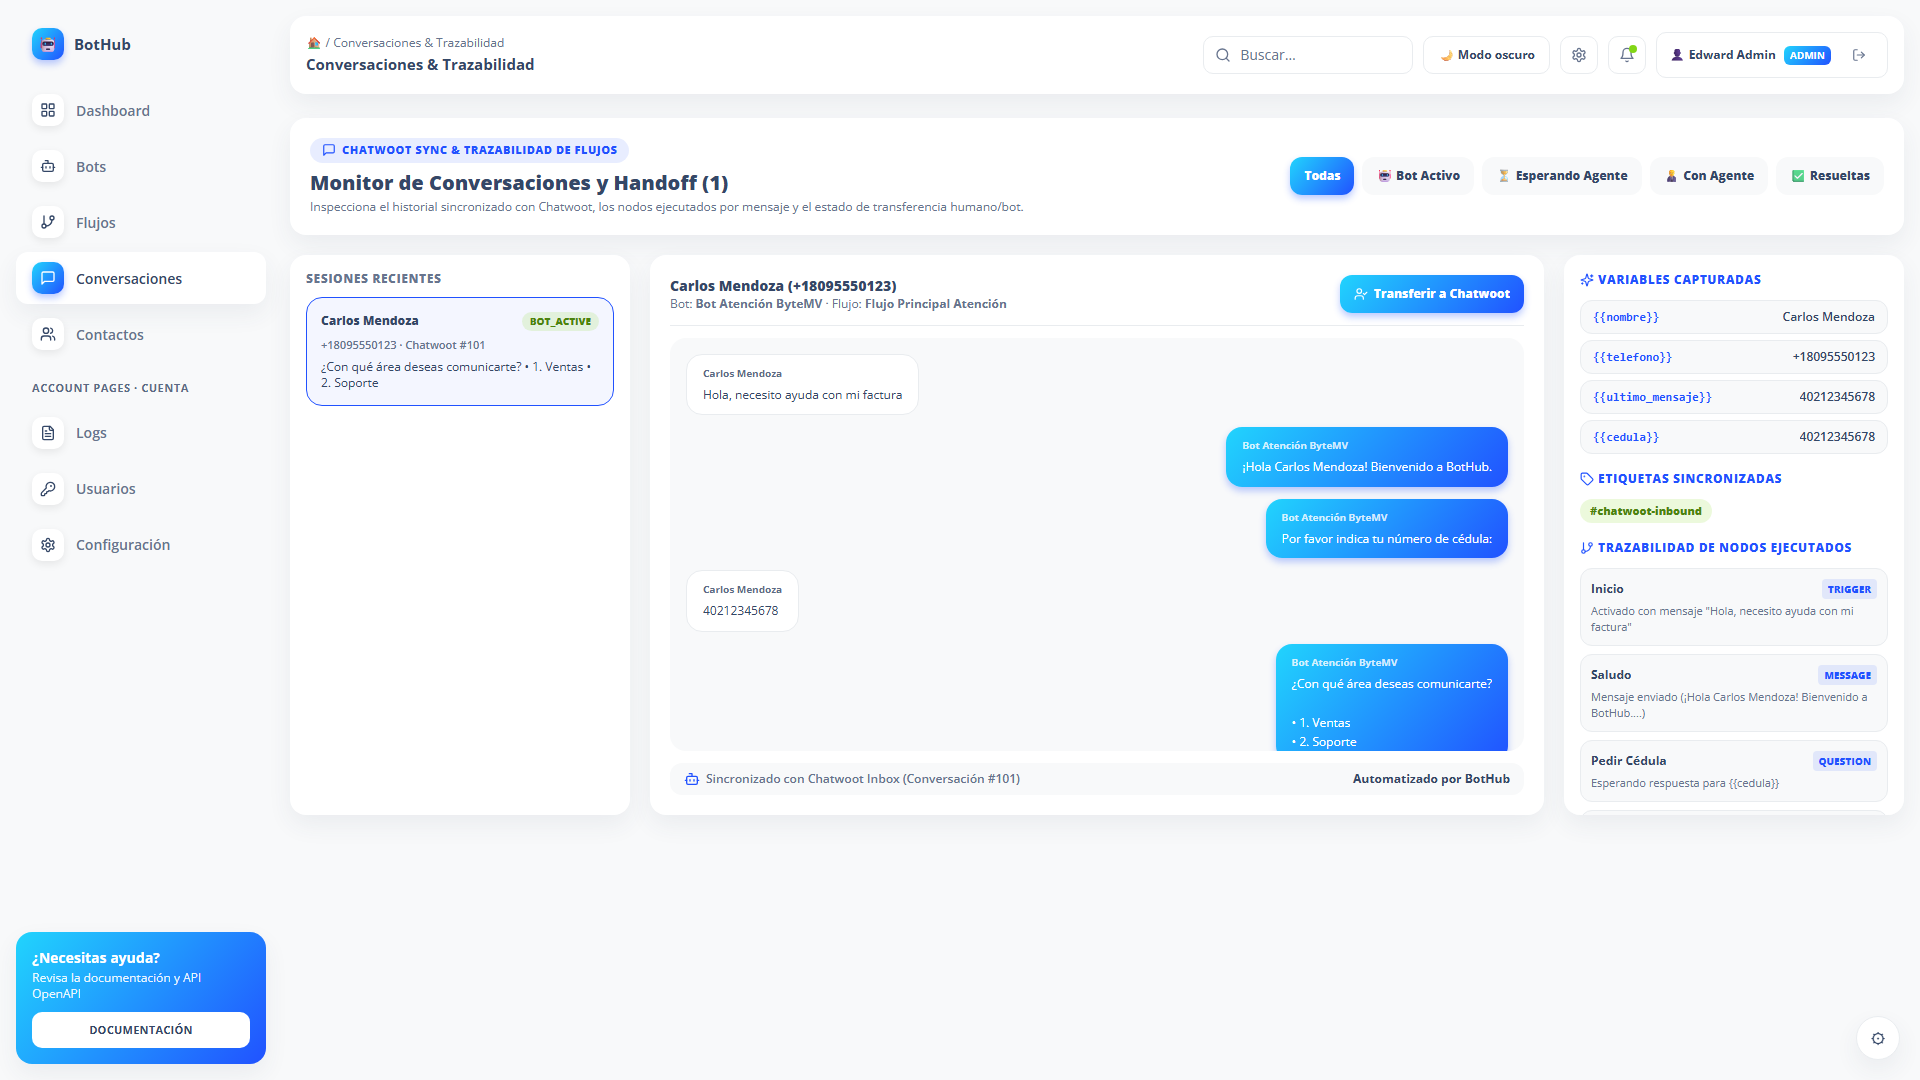 BotHub
Dashboard
Bots
Flujos
Conversaciones
Contactos
ACCOUNT PAGES · CUENTA
Logs
Usuarios
Configuración
¿Necesitas ayuda?
Revisa la documentación y API
OpenAPI
DOCUMENTACIÓN
/ Conversaciones & Trazabilidad
Conversaciones & Trazabilidad
Buscar...
Modo oscuro
Edward Admin
ADMIN
CHATWOOT SYNC & TRAZABILIDAD DE FLUJOS
Monitor de Conversaciones y Handoff (1)
Inspecciona el historial sincronizado con Chatwoot, los nodos ejecutados por mensaje y el estado de transferencia humano/bot.
Todas
Bot Activo
Esperando Agente
Con Agente
Resueltas
SESIONES RECIENTES
Carlos Mendoza
BOT_ACTIVE
+18095550123 · Chatwoot #101
¿Con qué área deseas comunicarte? • 1. Ventas •
2. Soporte
Carlos Mendoza (+18095550123)
Bot: Bot Atención ByteMV · Flujo: Flujo Principal Atención
Transferir a Chatwoot
Carlos Mendoza
Hola, necesito ayuda con mi factura
Bot Atención ByteMV
¡Hola Carlos Mendoza! Bienvenido a BotHub.
Bot Atención ByteMV
Por favor indica tu número de cédula:
Carlos Mendoza
40212345678
Bot Atención ByteMV
¿Con qué área deseas comunicarte?
• 1. Ventas
• 2. Soporte
Sincronizado con Chatwoot Inbox (Conversación #101)
Automatizado por BotHub
VARIABLES CAPTURADAS
{{nombre}}
Carlos Mendoza
{{telefono}}
+18095550123
{{ultimo_mensaje}}
40212345678
{{cedula}}
40212345678
ETIQUETAS SINCRONIZADAS
#chatwoot-inbound
TRAZABILIDAD DE NODOS EJECUTADOS
Inicio
TRIGGER
Activado con mensaje "Hola, necesito ayuda con mi
factura"
Saludo
MESSAGE
Mensaje enviado (¡Hola Carlos Mendoza! Bienvenido a
BotHub....)
Pedir Cédula
QUESTION
Esperando respuesta para {{cedula}}